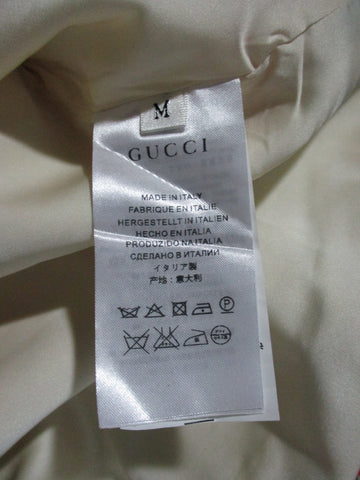 M
GUCCI
MADE IN ITALY
FABRIQUE EN ITALIE
HERGESTELLT IN ITALIEN
HECHO EN ITALIA
PRODUZIDO NA ITALIA
СДЕЛАНО В ИТАЛИИ
イタリア製
产地:意大利
P